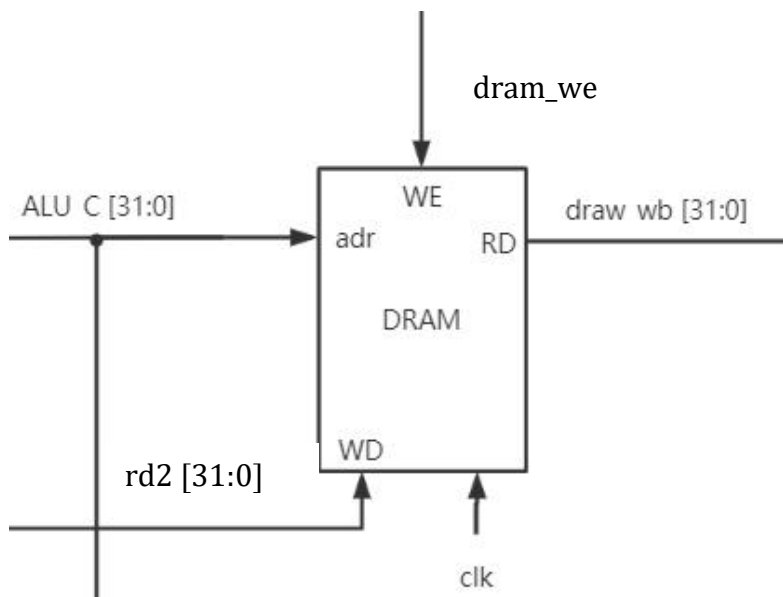 dram_we
WE
ALU C [31:0]
draw wb [31:0]
adr
RD
DRAM
WD
rd2 [31:0]
clk